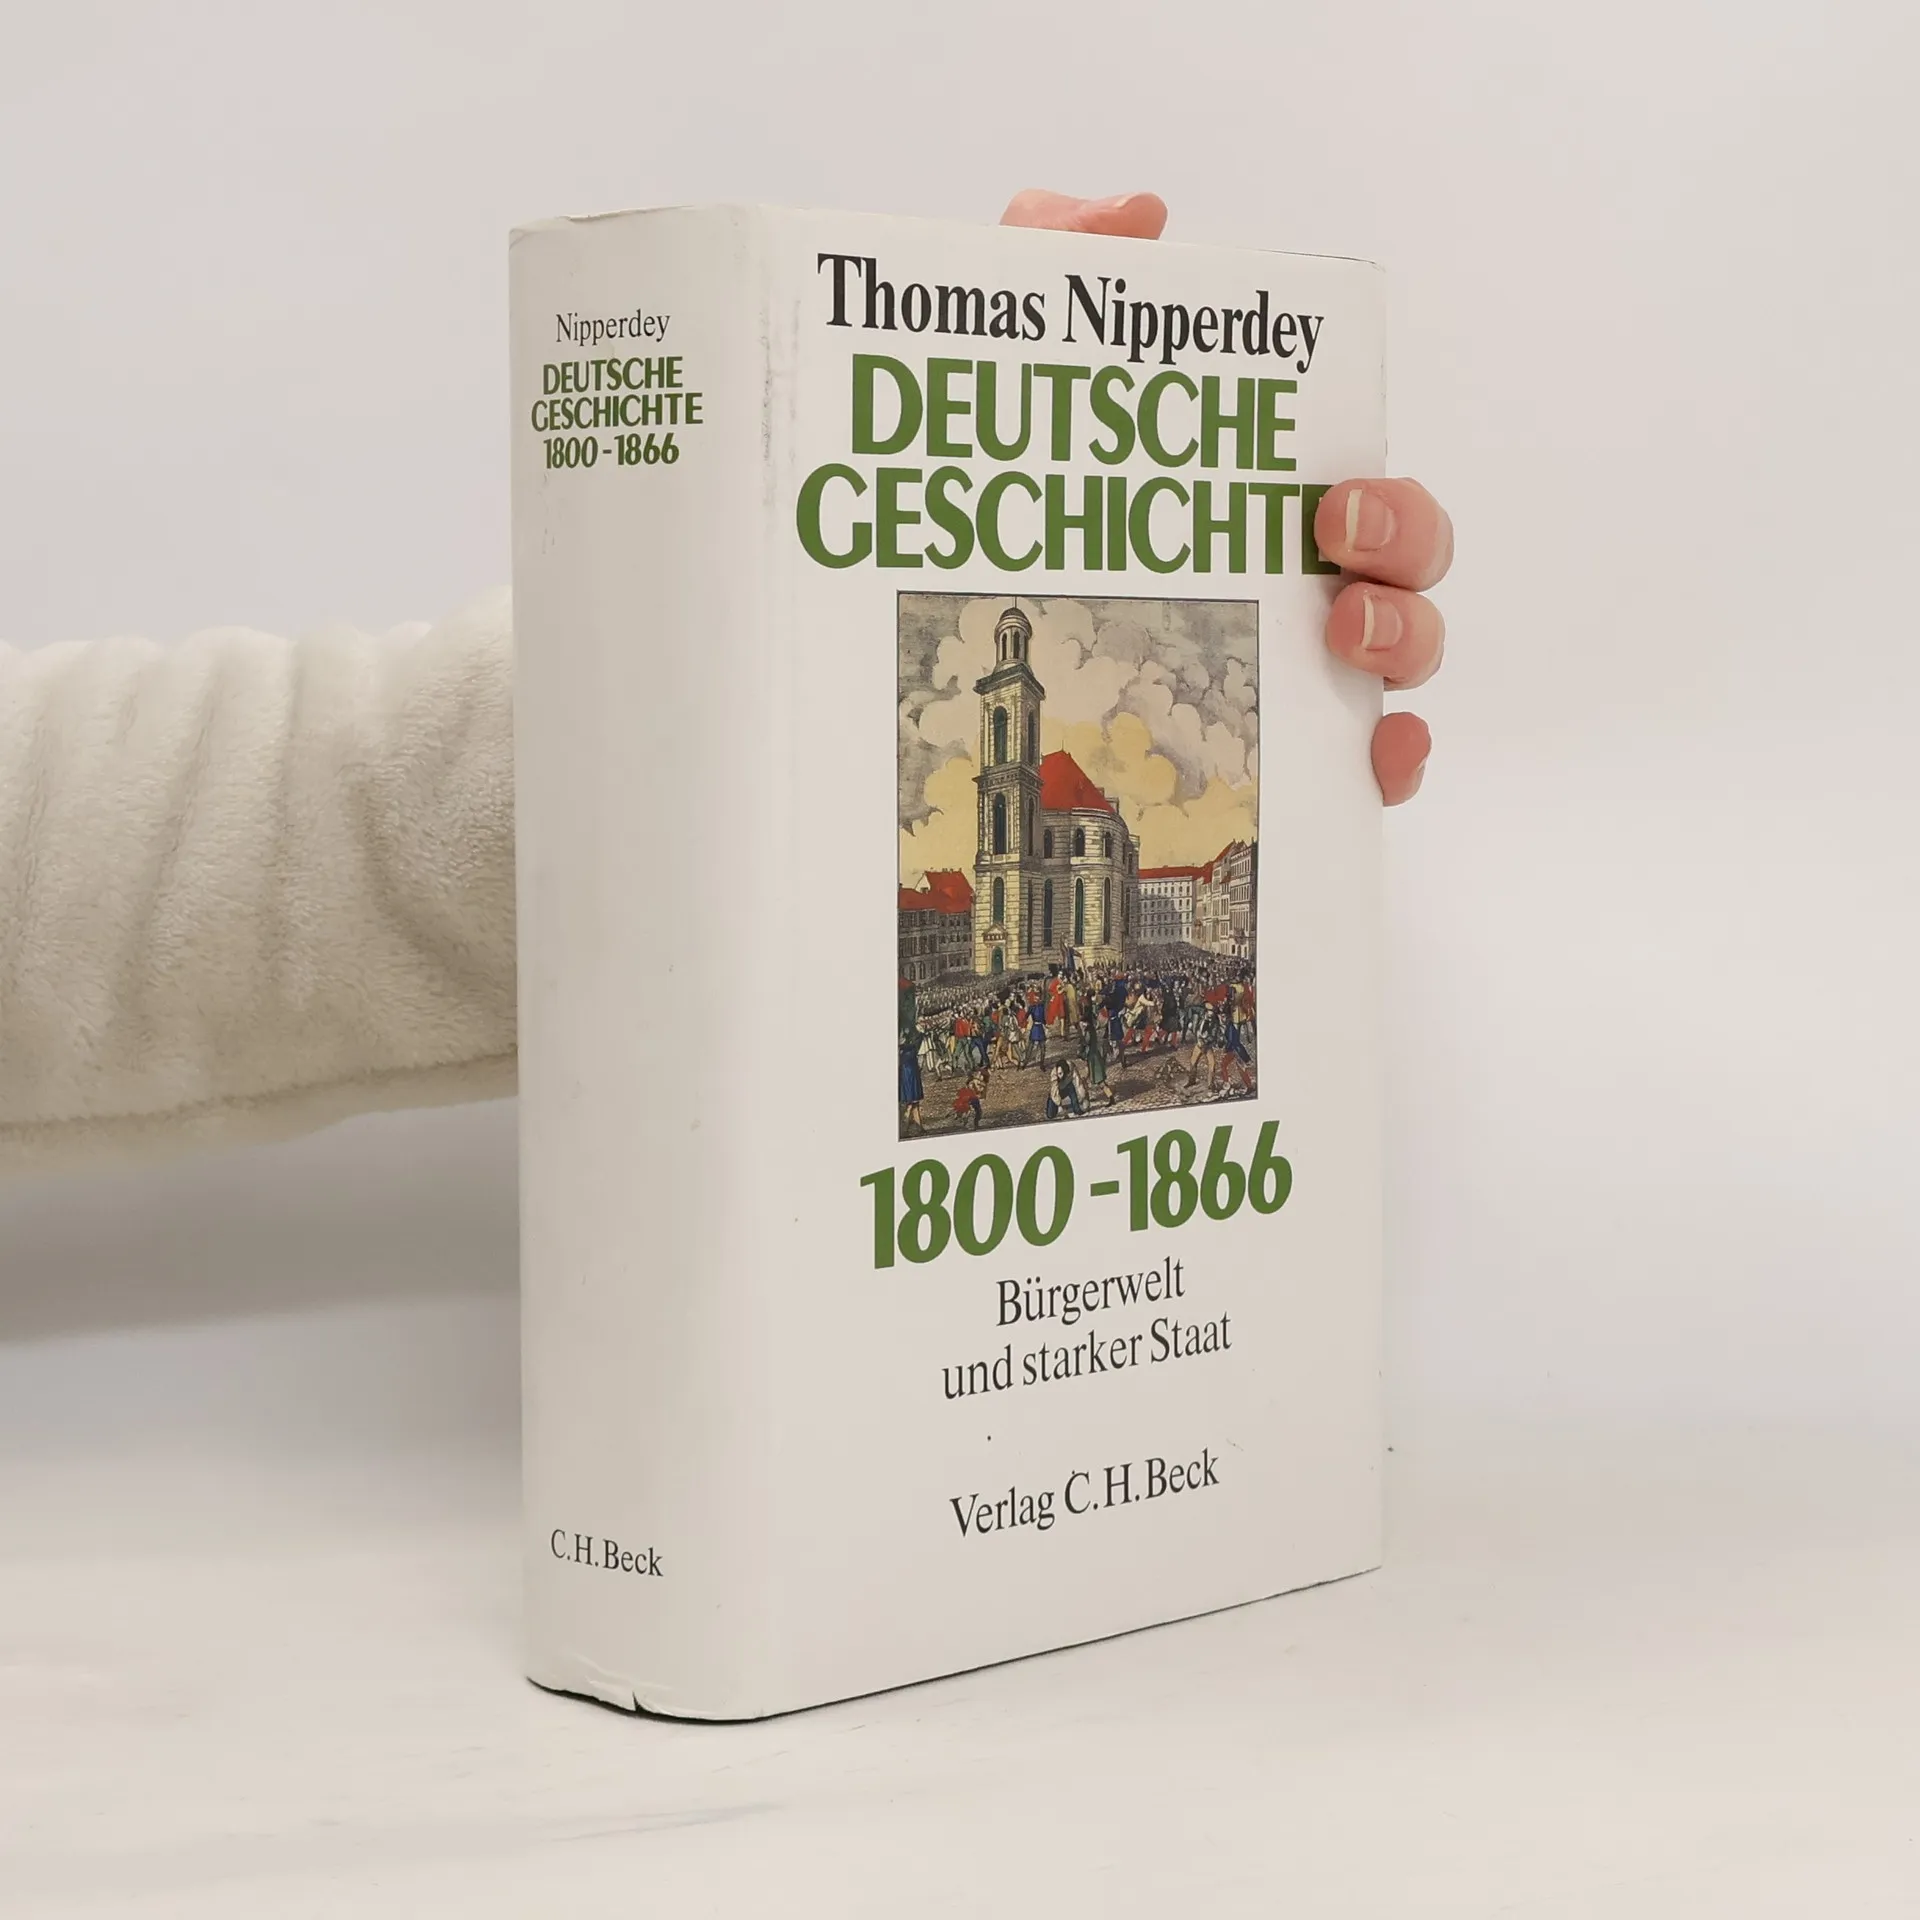 Nipperdey
DEUTSCHE
GESCHICHTE
1800-1866
C.H.Beck
Thomas Nipperdey
DEUTSCHE
GESCHICHTE
1800-1866
Bürgerwelt
und starker Staat
Verlag C.H.Beck